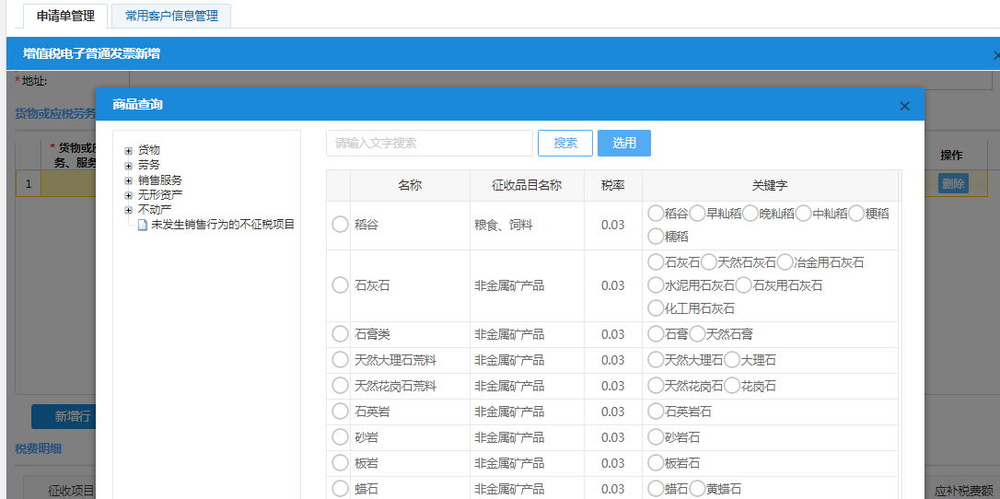 申请单管理 常用客户信息管理
增值税电子普通发票新增
*地址:
商品查询
货物或应税劳务
货物
劳务
销售服务
无形资产
不动产
未发生销售行为的不征税项目
请输入文字搜索 搜索 选用
* 货物或应
务、服务
操作
1 删除
名称 征收品目名称 税率 关键字
稻谷 粮食、饲料 0.03 稻谷 早籼稻 晚籼稻 中籼稻 粳稻
糯稻
石灰石 非金属矿产品 0.03 石灰石 天然石灰石 冶金用石灰石
水泥用石灰石 石灰用石灰石
化工用石灰石
石膏类 非金属矿产品 0.03 石膏 天然石膏
天然大理石荒料 非金属矿产品 0.03 天然大理石 大理石
天然花岗石荒料 非金属矿产品 0.03 天然花岗石 花岗石
石英岩 非金属矿产品 0.03 石英岩石
砂岩 非金属矿产品 0.03 砂岩石
板岩 非金属矿产品 0.03 板岩石
蜡石 非金属矿产品 0.03 蜡石 黄蜡石
新增行
税费明细
征收项目 应补税费额